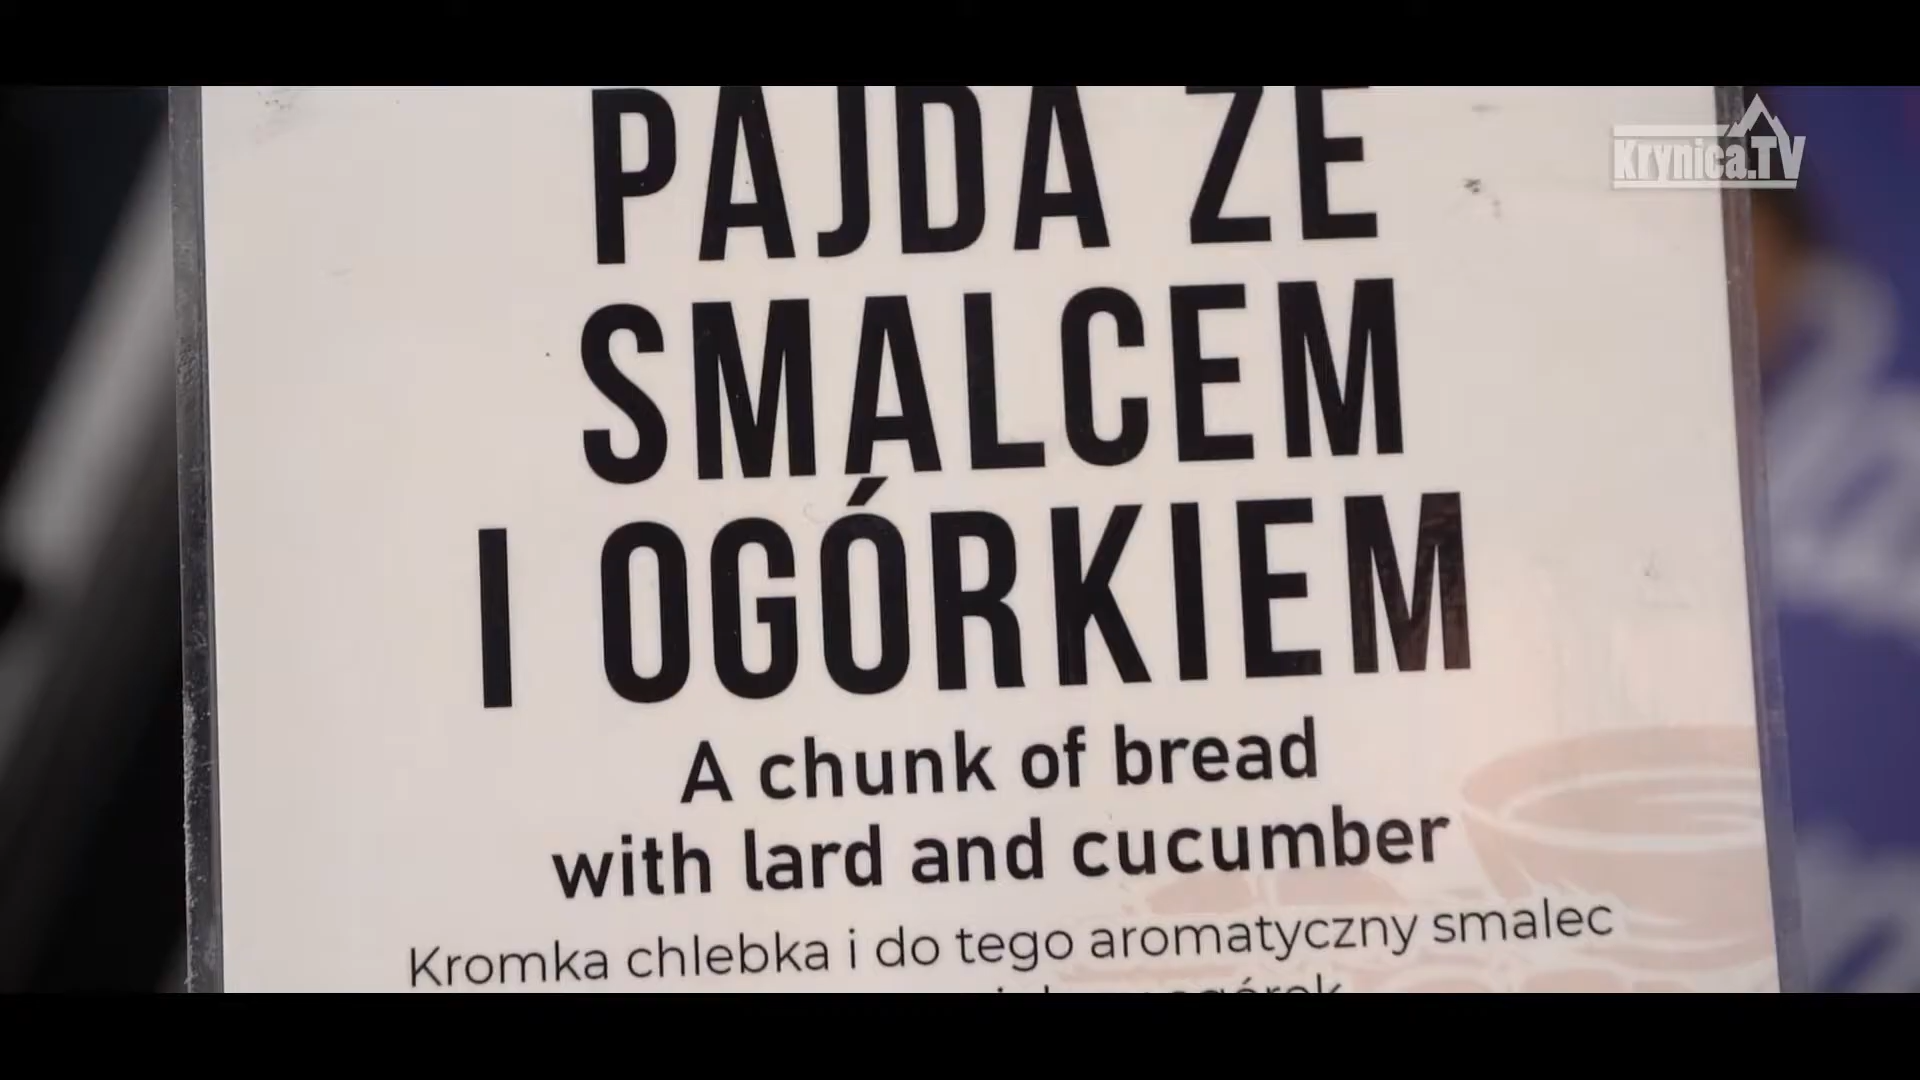 Krynica.TV
PAJDA ZE
SMALCEM
I OGÓRKIEM
A chunk of bread
with lard and cucumber
Kromka chlebka i do tego aromatyczny smalec
ogórek